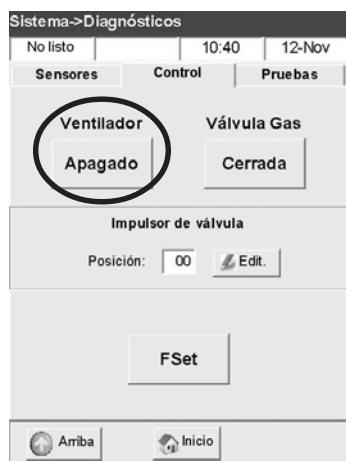 Sistema->Diagnósticos
No listo 10:40 12-Nov
Sensores Control Pruebas
Ventilador Válvula Gas
Apagado Cerrada
Impulsor de válvula
Posición: 00 Edit.
FSet
Arriba Inicio